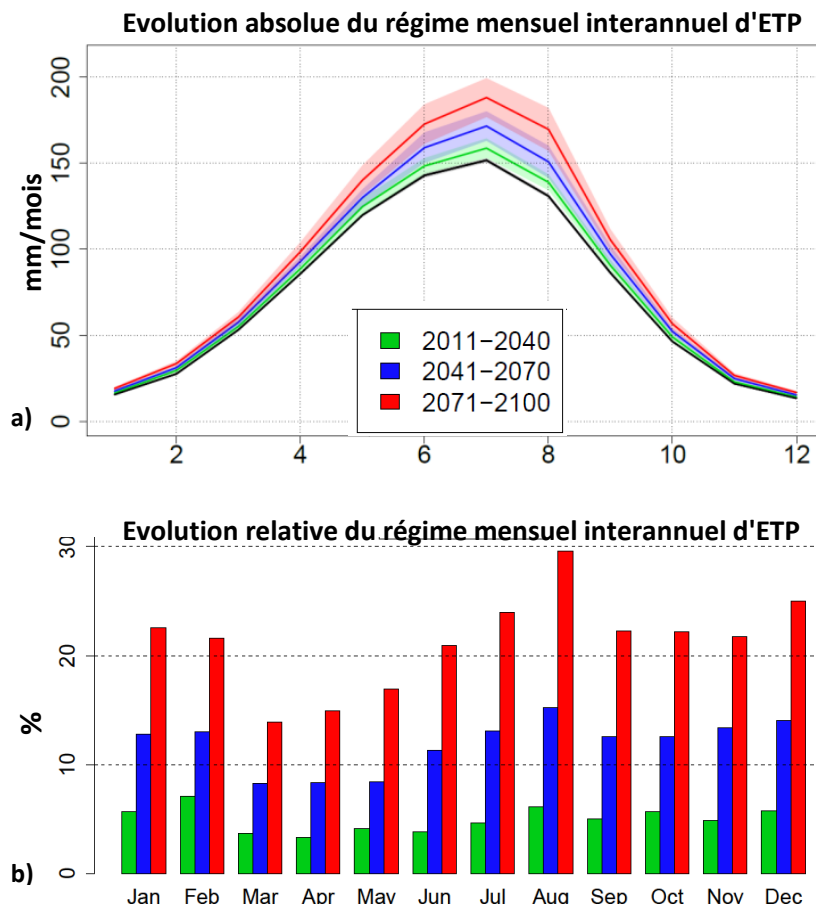 Evolution absolue du régime mensuel interannuel d'ETP
200
150
100
50
0
mm/mois
2011−2040
2041−2070
2071−2100
a)
2 4 6 8 10 12
Evolution relative du régime mensuel interannuel d'ETP
30
20
10
0
%
b)
Jan Feb Mar Apr May Jun Jul Aug Sep Oct Nov Dec